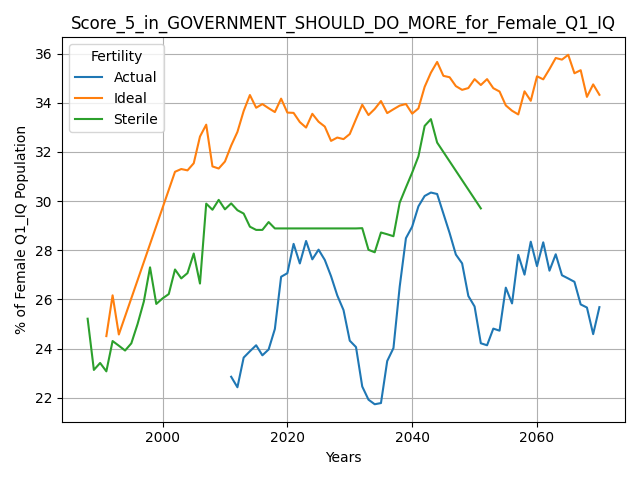 Score_5_in_GOVERNMENT_SHOULD_DO_MORE_for_Female_Q1_IQ
Fertility
Actual
Ideal
Sterile
% of Female Q1_IQ Population
36
34
32
30
28
26
24
22
2000 2020 2040 2060
Years